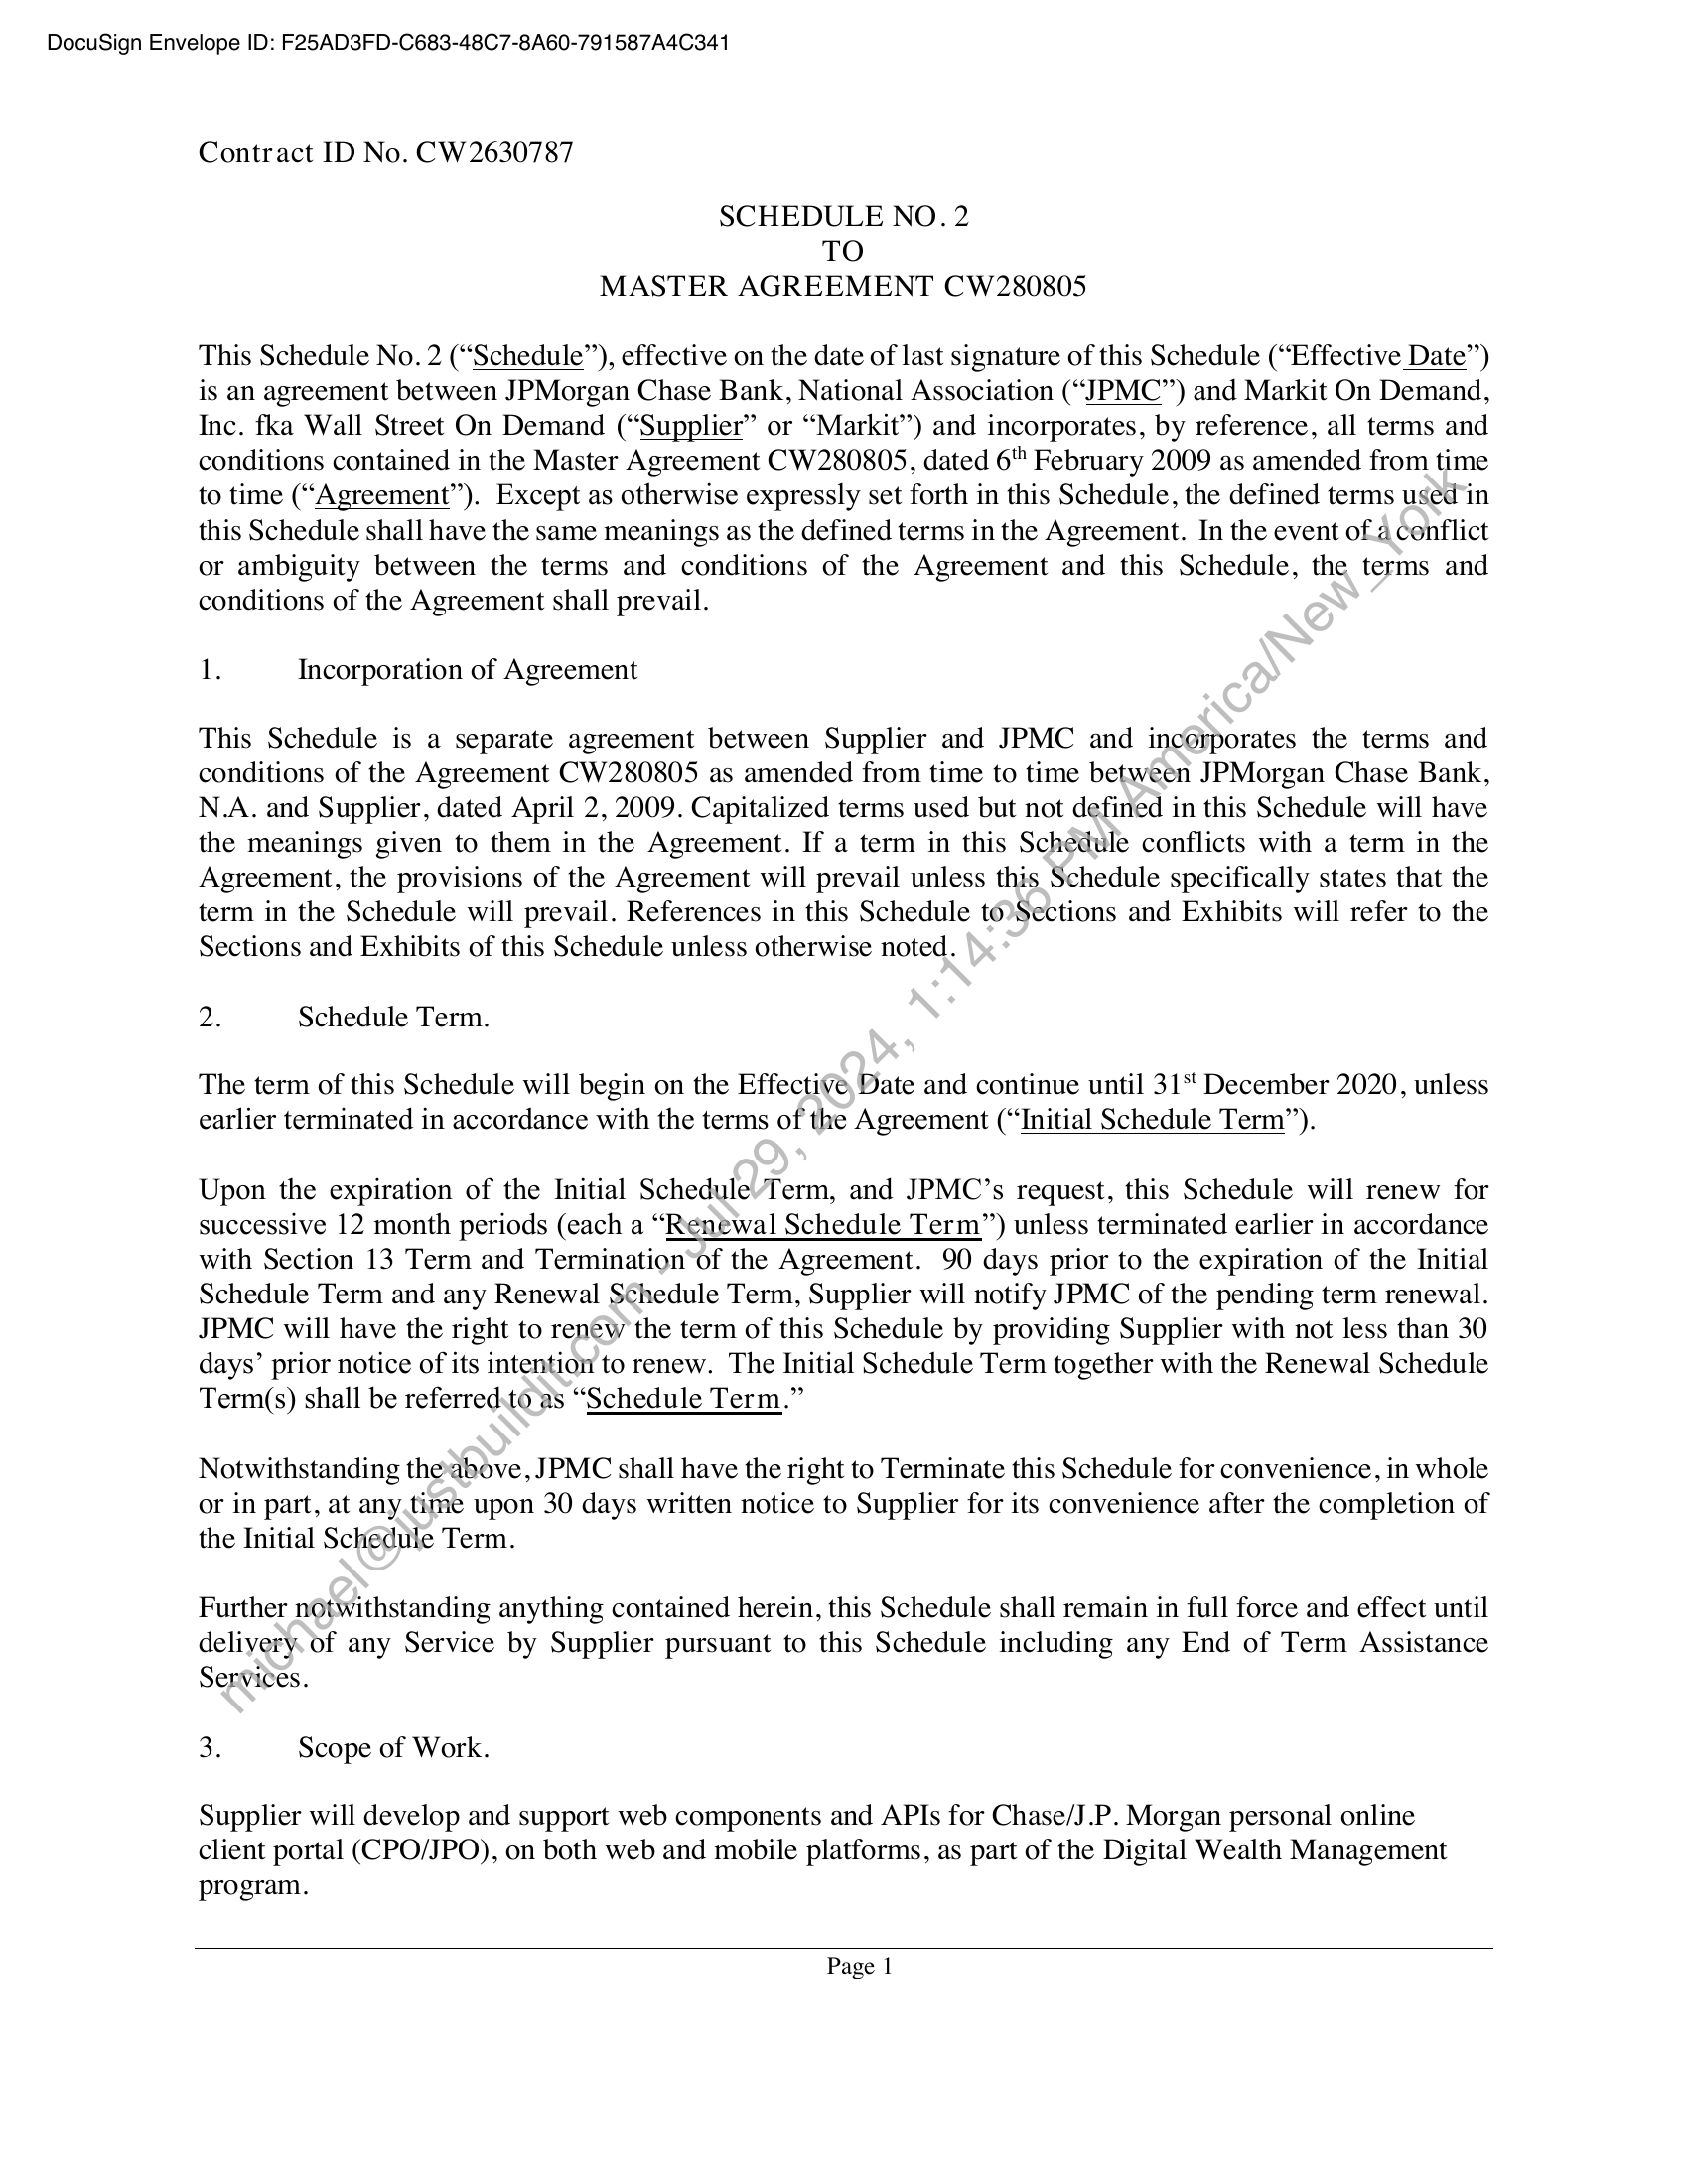 DocuSign Envelope ID: F25AD3FD-C683-48C7-8A60-791587A4C341
Contract ID No. CW2630787
SCHEDULE NO. 2
TO
MASTER AGREEMENT CW280805
This Schedule No. 2 (“Schedule”), effective on the date of last signature of this Schedule (“Effective Date”)
is an agreement between JPMorgan Chase Bank, National Association (“JPMC”) and Markit On Demand,
Inc. fka Wall Street On Demand (“Supplier” or “Markit”) and incorporates, by reference, all terms and
conditions contained in the Master Agreement CW280805, dated 6th February 2009 as amended from time
to time (“Agreement”). Except as otherwise expressly set forth in this Schedule, the defined terms used in
this Schedule shall have the same meanings as the defined terms in the Agreement. In the event of a conflict
or ambiguity between the terms and conditions of the Agreement and this Schedule, the terms and
conditions of the Agreement shall prevail.
1. Incorporation of Agreement
This Schedule is a separate agreement between Supplier and JPMC and incorporates the terms and
conditions of the Agreement CW280805 as amended from time to time between JPMorgan Chase Bank,
N.A. and Supplier, dated April 2, 2009. Capitalized terms used but not defined in this Schedule will have
the meanings given to them in the Agreement. If a term in this Schedule conflicts with a term in the
Agreement, the provisions of the Agreement will prevail unless this Schedule specifically states that the
term in the Schedule will prevail. References in this Schedule to Sections and Exhibits will refer to the
Sections and Exhibits of this Schedule unless otherwise noted.
2. Schedule Term.
The term of this Schedule will begin on the Effective Date and continue until 31st December 2020, unless
earlier terminated in accordance with the terms of the Agreement (“Initial Schedule Term”).
Upon the expiration of the Initial Schedule Term, and JPMC’s request, this Schedule will renew for
successive 12 month periods (each a “Renewal Schedule Term”) unless terminated earlier in accordance
with Section 13 Term and Termination of the Agreement. 90 days prior to the expiration of the Initial
Schedule Term and any Renewal Schedule Term, Supplier will notify JPMC of the pending term renewal.
JPMC will have the right to renew the term of this Schedule by providing Supplier with not less than 30
days’ prior notice of its intention to renew. The Initial Schedule Term together with the Renewal Schedule
Term(s) shall be referred to as “Schedule Term.”
Notwithstanding the above, JPMC shall have the right to Terminate this Schedule for convenience, in whole
or in part, at any time upon 30 days written notice to Supplier for its convenience after the completion of
the Initial Schedule Term.
Further notwithstanding anything contained herein, this Schedule shall remain in full force and effect until
delivery of any Service by Supplier pursuant to this Schedule including any End of Term Assistance
Services.
3. Scope of Work.
Supplier will develop and support web components and APIs for Chase/J.P. Morgan personal online
client portal (CPO/JPO), on both web and mobile platforms, as part of the Digital Wealth Management
program.
Page 1
michael@justbuildit.com - Jul 29, 2024, 1:14:36 PM America/New_York